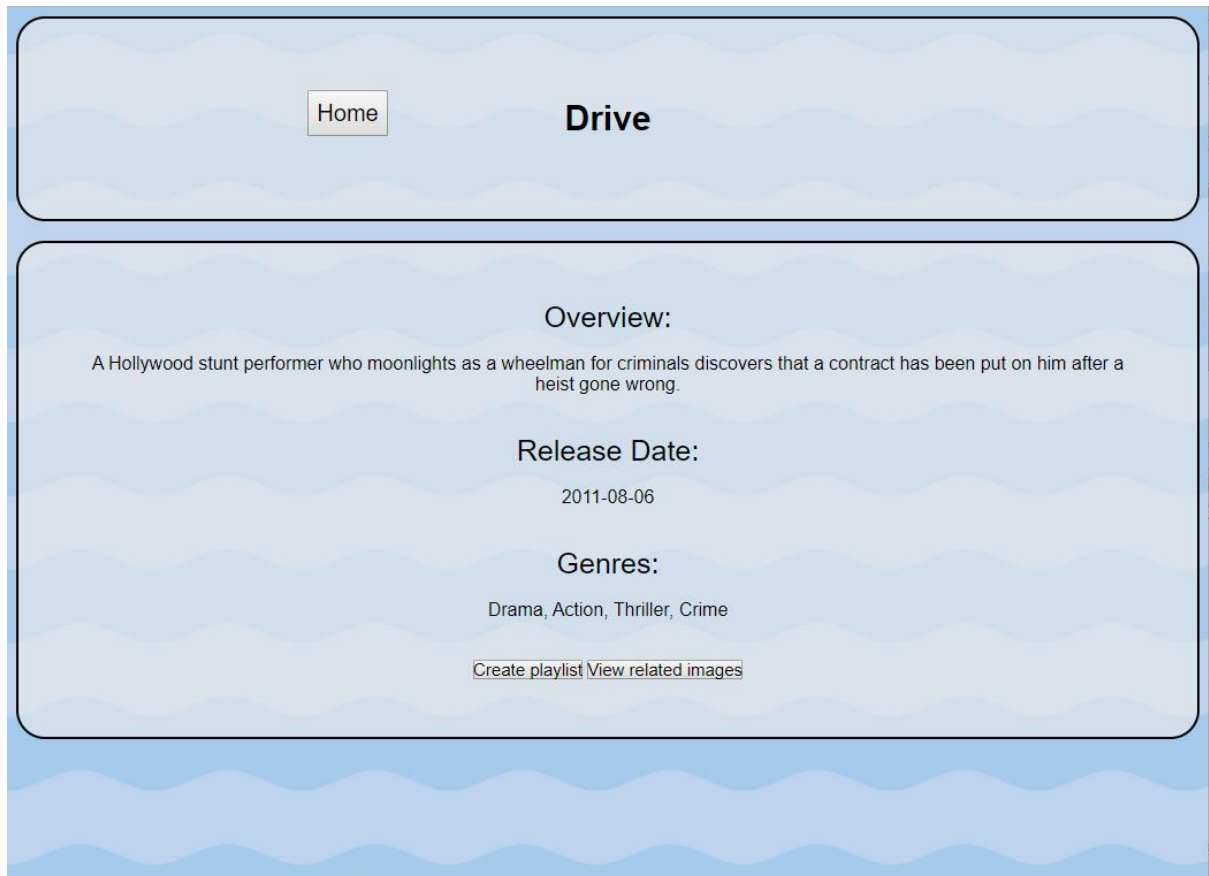 Home
Drive
Overview:
A Hollywood stunt performer who moonlights as a wheelman for criminals discovers that a contract has been put on him after a
heist gone wrong.
Release Date:
2011-08-06
Genres:
Drama, Action, Thriller, Crime
Create playlist View related images